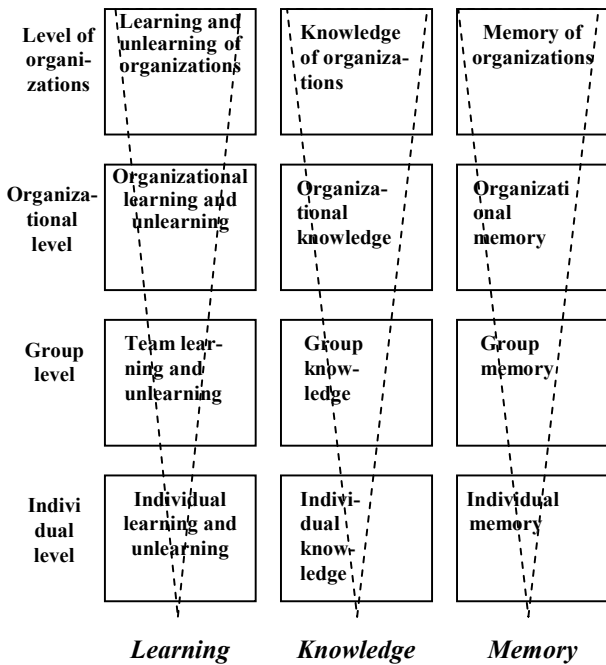 Level of
organi-
zations
Learning and
unlearning of
organizations
Knowledge
of organiza-
tions
Memory of
organizations
Organiza-
tional
level
Organizational
learning and
unlearning
Organiza-
tional
knowledge
Organizati
onal
memory
Group
level
Team lear-
ning and
unlearning
Group
know-
ledge
Group
memory
Indivi
dual
level
Individual
learning and
unlearning
Indivi-
dual
know-
ledge
Individual
memory
Learning
Knowledge
Memory